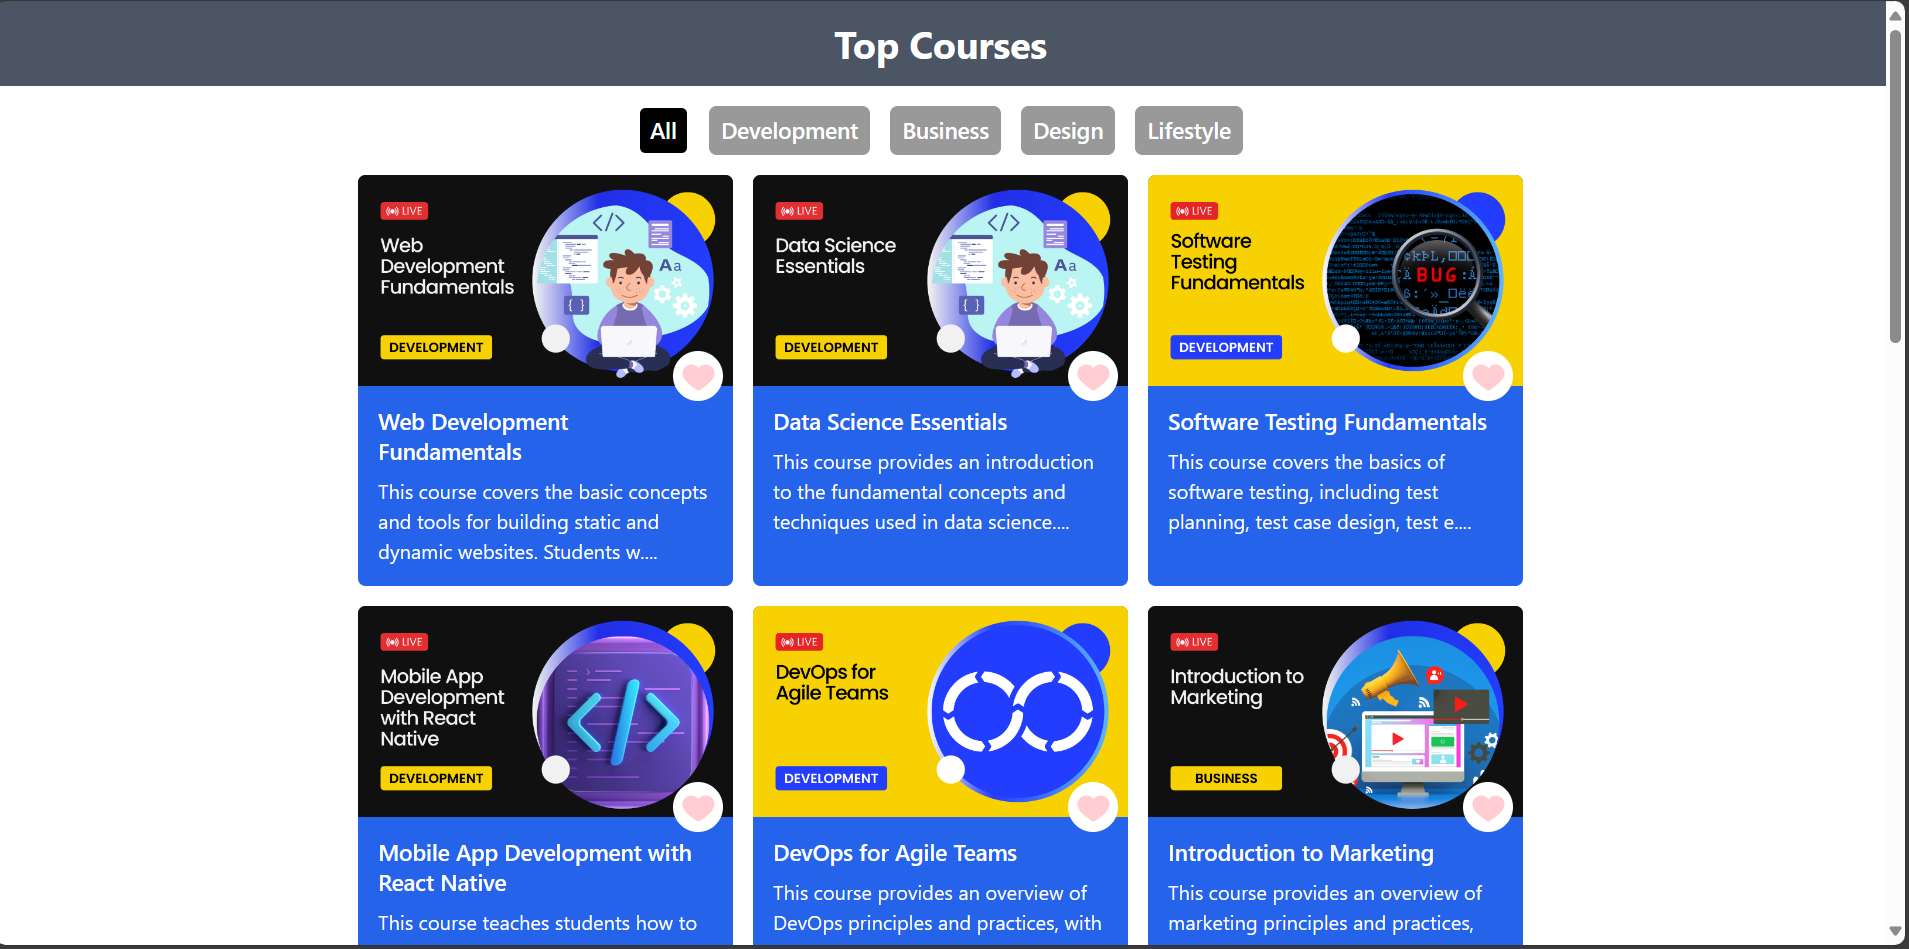 Top Courses
All
Development
Business
Design
Lifestyle
LIVE
Web
Development
Fundamentals
</>
Aa
{ }
DEVELOPMENT
Web Development
Fundamentals
This course covers the basic concepts
and tools for building static and
dynamic websites. Students w....
LIVE
Data Science
Essentials
</>
Aa
{ }
DEVELOPMENT
Data Science Essentials
This course provides an introduction
to the fundamental concepts and
techniques used in data science....
LIVE
Software
Testing
Fundamentals
BUG
DEVELOPMENT
Software Testing Fundamentals
This course covers the basics of
software testing, including test
planning, test case design, test e....
LIVE
Mobile App
Development
with React
Native
</>
DEVELOPMENT
Mobile App Development with
React Native
This course teaches students how to
LIVE
DevOps for
Agile Teams
DEVELOPMENT
DevOps for Agile Teams
This course provides an overview of
DevOps principles and practices, with
LIVE
Introduction to
Marketing
BUSINESS
Introduction to Marketing
This course provides an overview of
marketing principles and practices,